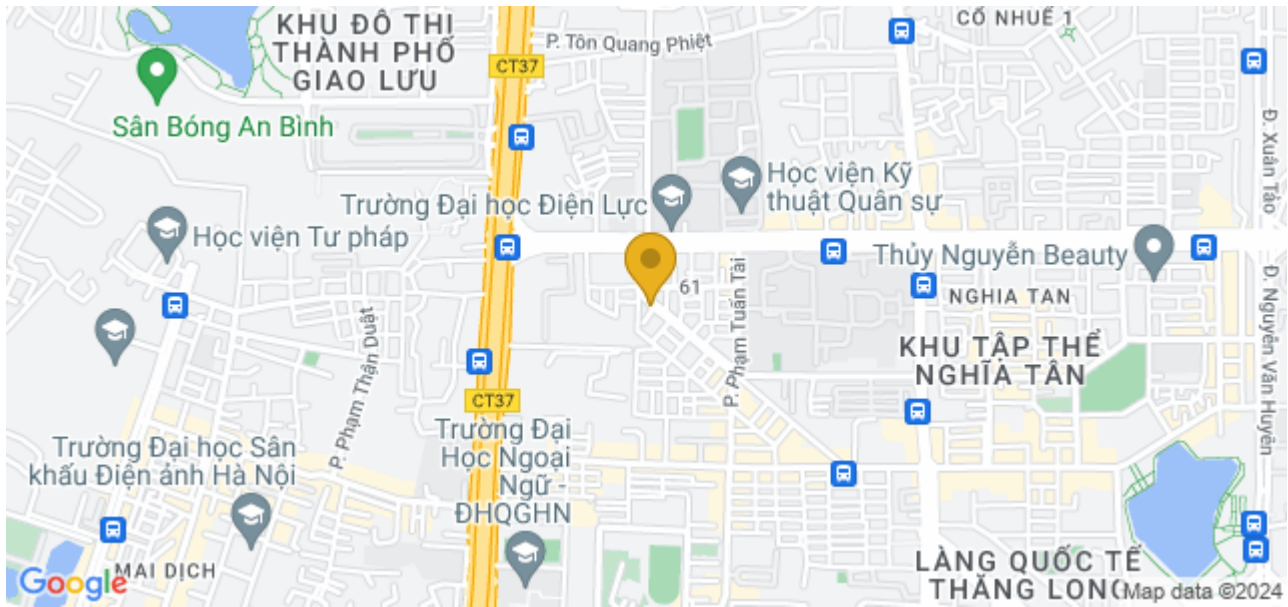 KHU ĐÔ THỊ
THÀNH PHỐ
GIAO LƯU
P. Tôn Quang Phiệt
CỔ NHUẾ 1
CT37
Sân Bóng An Bình
Đ. Xuân Tảo
Học viện Kỹ
thuật Quân sự
Trường Đại học Điện Lực
Học viện Tư pháp
Thủy Nguyễn Beauty
61
P. Phạm Tuấn Tài
NGHIA TAN
KHU TẬP THỂ
NGHĨA TÂN
P. Phạm Thận Duật
Đ. Nguyễn Văn Huyên
CT37
Trường Đại học Sân
khấu Điện ảnh Hà Nội
Trường Đại
Học Ngoại
Ngữ -
ĐHQGHN
LÀNG QUỐC TẾ
THĂNG LONG
MAI DỊCH
Google
Map data ©2024